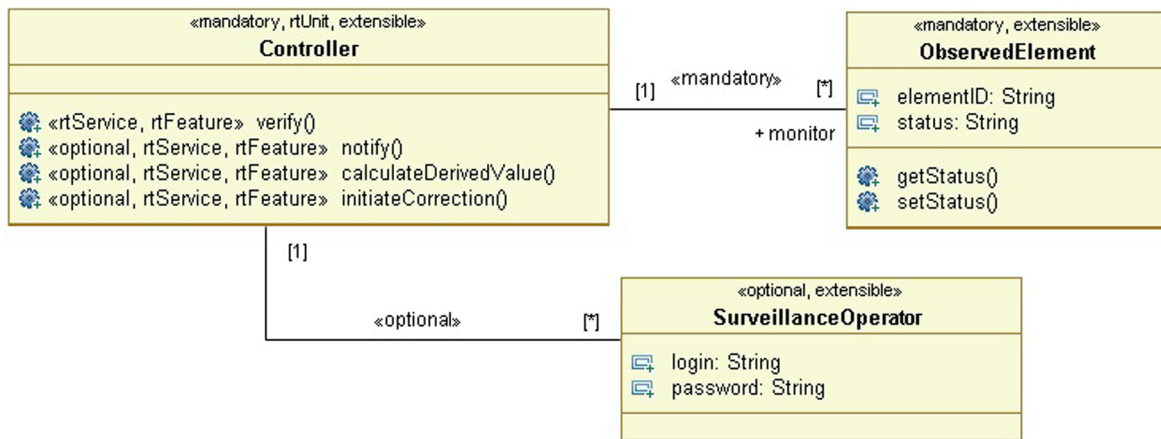 «mandatory, rtUnit, extensible»
Controller
«rtService, rtFeature» verify()
«optional, rtService, rtFeature» notify()
«optional, rtService, rtFeature» calculateDerivedValue()
«optional, rtService, rtFeature» initiateCorrection()
[1]
«mandatory»
[*]
+ monitor
«mandatory, extensible»
ObservedElement
elementID: String
status: String
getStatus()
setStatus()
[1]
«optional»
[*]
«optional, extensible»
SurveillanceOperator
login: String
password: String